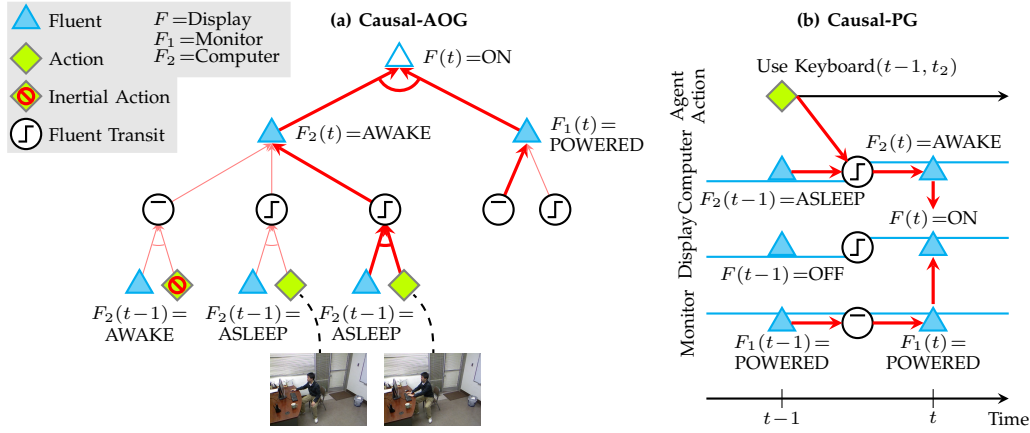 Fluent
F =Display
F₁ =Monitor
F₂ =Computer
Action
Inertial Action
Fluent Transit
(a) Causal-AOG
F(t)=ON
F₂(t)=AWAKE
F₁(t)=
POWERED
F₂(t−1)=
AWAKE
F₂(t−1)=
ASLEEP
F₂(t−1)=
ASLEEP
(b) Causal-PG
Agent
Action
Use Keyboard(t−1, t₂)
Computer
F₂(t)=AWAKE
F₂(t−1)=ASLEEP
Display
F(t)=ON
F(t−1)=OFF
Monitor
F₁(t−1)=
POWERED
F₁(t)=
POWERED
t−1
t
Time